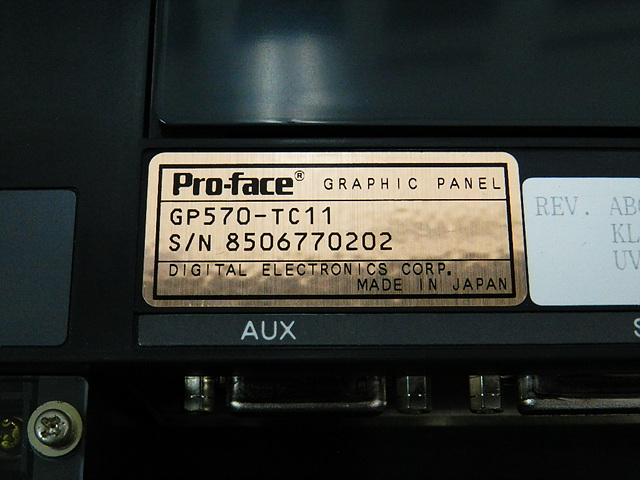 Pro-face® GRAPHIC PANEL
GP570-TC11
S/N 8506770202
DIGITAL ELECTRONICS CORP.
MADE IN JAPAN
REV.
AUX